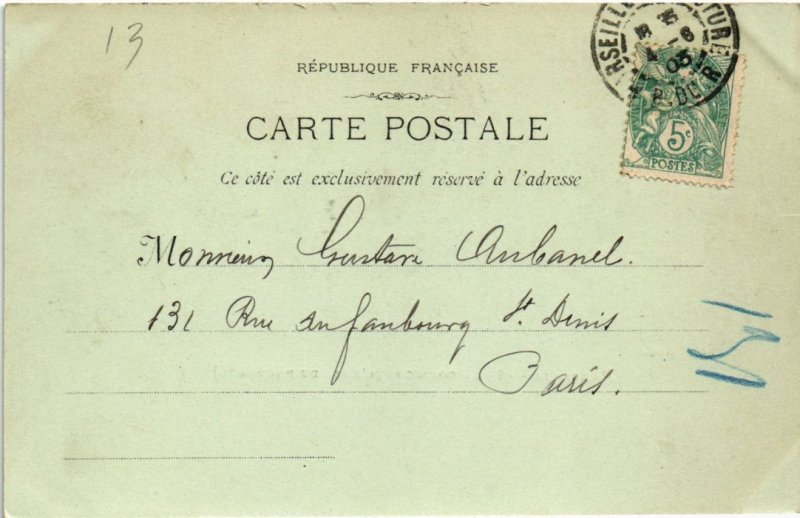 13
RÉPUBLIQUE FRANÇAISE
CARTE POSTALE
Ce côté est exclusivement réservé à l'adresse
5c
POSTES
03
Monsieur Gustave Aubanel.
131 Rue du faubourg St Denis
Paris.